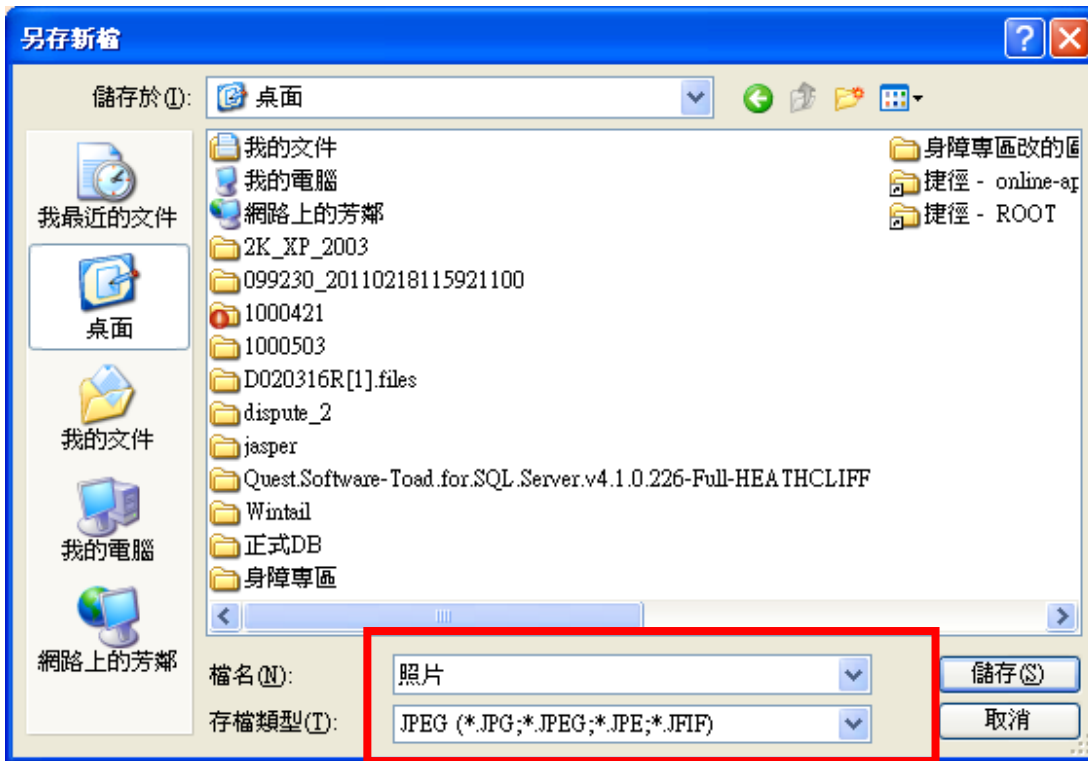 另存新檔
儲存於(I):
桌面
我最近的文件
桌面
我的文件
我的電腦
網路上的芳鄰
我的文件
我的電腦
網路上的芳鄰
2K_XP_2003
099230_20110218115921100
1000421
1000503
D020316R[1].files
dispute_2
jasper
Quest.Software-Toad.for.SQL.Server.v4.1.0.226-Full-HEATHCLIFF
Wintail
正式DB
身障專區
身障專區改的
捷徑 - online-ap
捷徑 - ROOT
檔名(N):
照片
儲存(S)
存檔類型(T):
JPEG (*.JPG;*.JPEG;*.JPE;*.JFIF)
取消